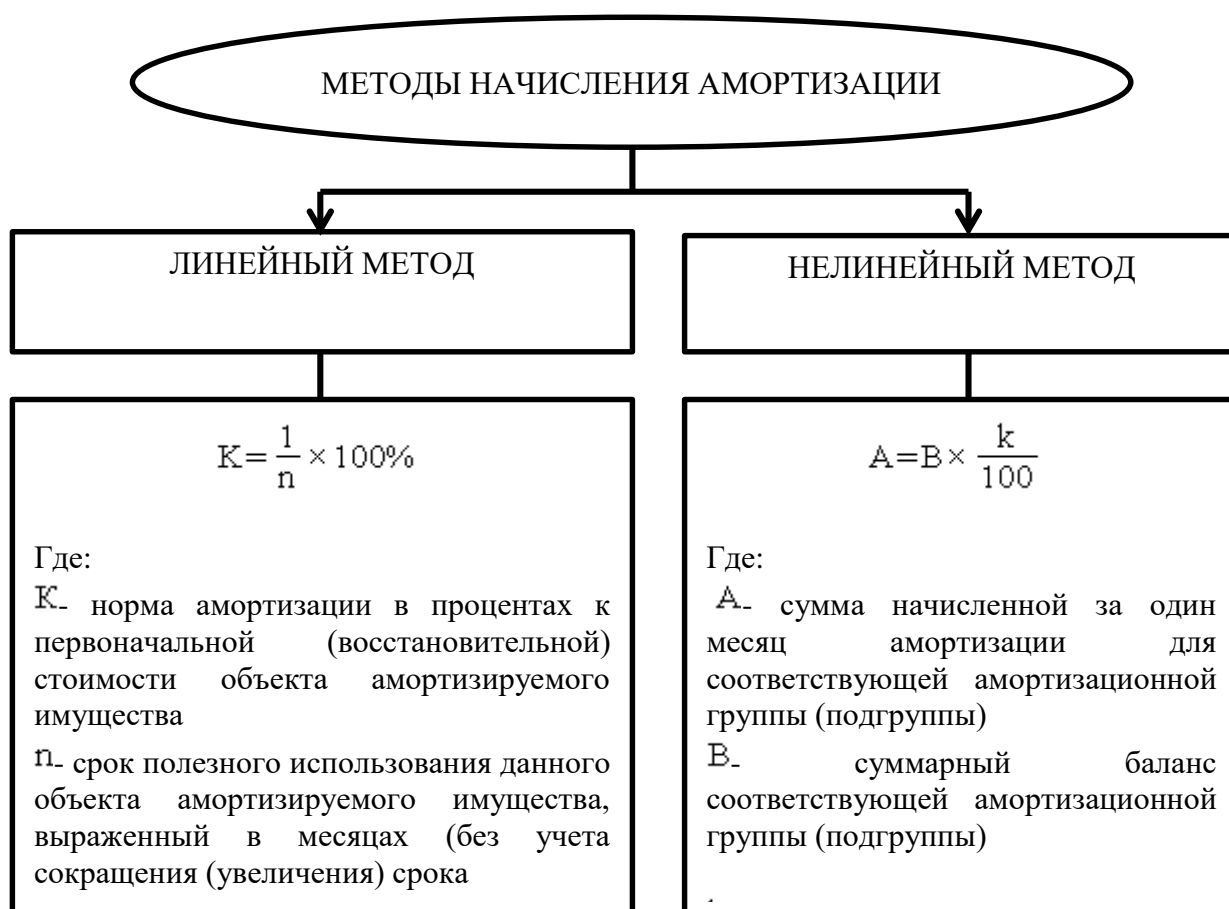 МЕТОДЫ НАЧИСЛЕНИЯ АМОРТИЗАЦИИ
ЛИНЕЙНЫЙ МЕТОД
K = 1/n × 100%
Где:
K- норма амортизации в процентах к
первоначальной (восстановительной)
стоимости объекта амортизируемого
имущества
n- срок полезного использования данного
объекта амортизируемого имущества,
выраженный в месяцах (без учета
сокращения (увеличения) срока
НЕЛИНЕЙНЫЙ МЕТОД
A=B × k/100
Где:
A- сумма начисленной за один
месяц амортизации для
соответствующей амортизационной
группы (подгруппы)
B- суммарный баланс
соответствующей амортизационной
группы (подгруппы)